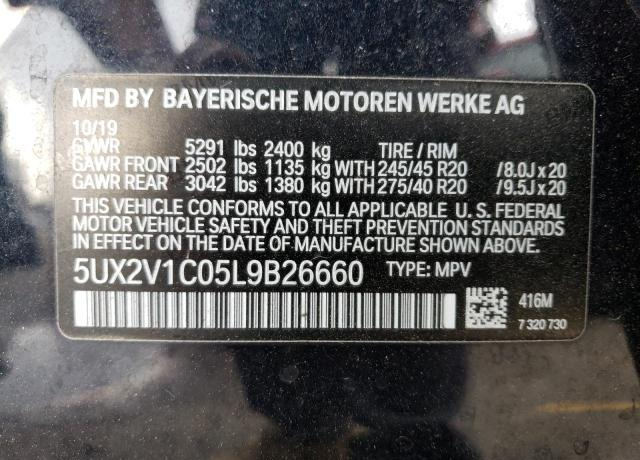 MFD BY BAYERISCHE MOTOREN WERKE AG
10/19
GVWR 5291 lbs 2400 kg TIRE / RIM
GAWR FRONT 2502 lbs 1135 kg WITH 245/45 R20 /8.0J x 20
GAWR REAR 3042 lbs 1380 kg WITH 275/40 R20 /9.5J x 20
THIS VEHICLE CONFORMS TO ALL APPLICABLE U. S. FEDERAL
MOTOR VEHICLE SAFETY AND THEFT PREVENTION STANDARDS
IN EFFECT ON THE DATE OF MANUFACTURE SHOWN ABOVE.
5UX2V1C05L9B26660 TYPE: MPV
416M
7 320 730